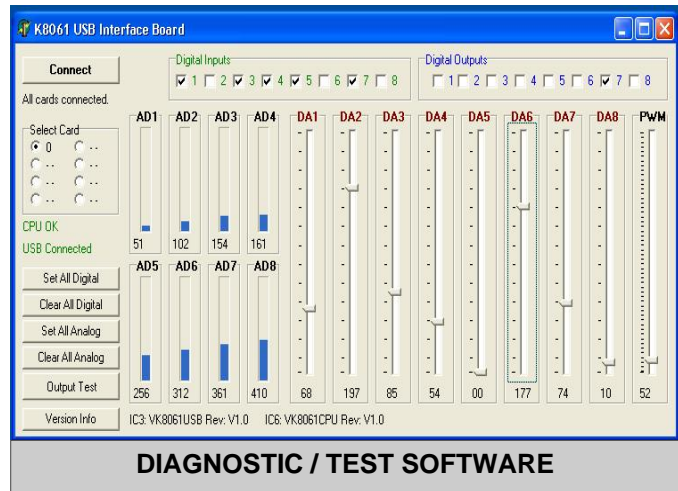 K8061 USB Interface Board
Connect
All cards connected.
Select Card
0 --
-- --
-- --
-- --
CPU OK
USB Connected
Set All Digital
Clear All Digital
Set All Analog
Clear All Analog
Output Test
Version Info
Digital Inputs
1 2 3 4 5 6 7 8
Digital Outputs
1 2 3 4 5 6 7 8
AD1 AD2 AD3 AD4 DA1 DA2 DA3 DA4 DA5 DA6 DA7 DA8 PWM
51 102 154 161
AD5 AD6 AD7 AD8
256 312 361 410 68 197 85 54 00 177 74 10 52
IC3: VK8061USB Rev: V1.0 IC6: VK8061CPU Rev: V1.0
DIAGNOSTIC / TEST SOFTWARE